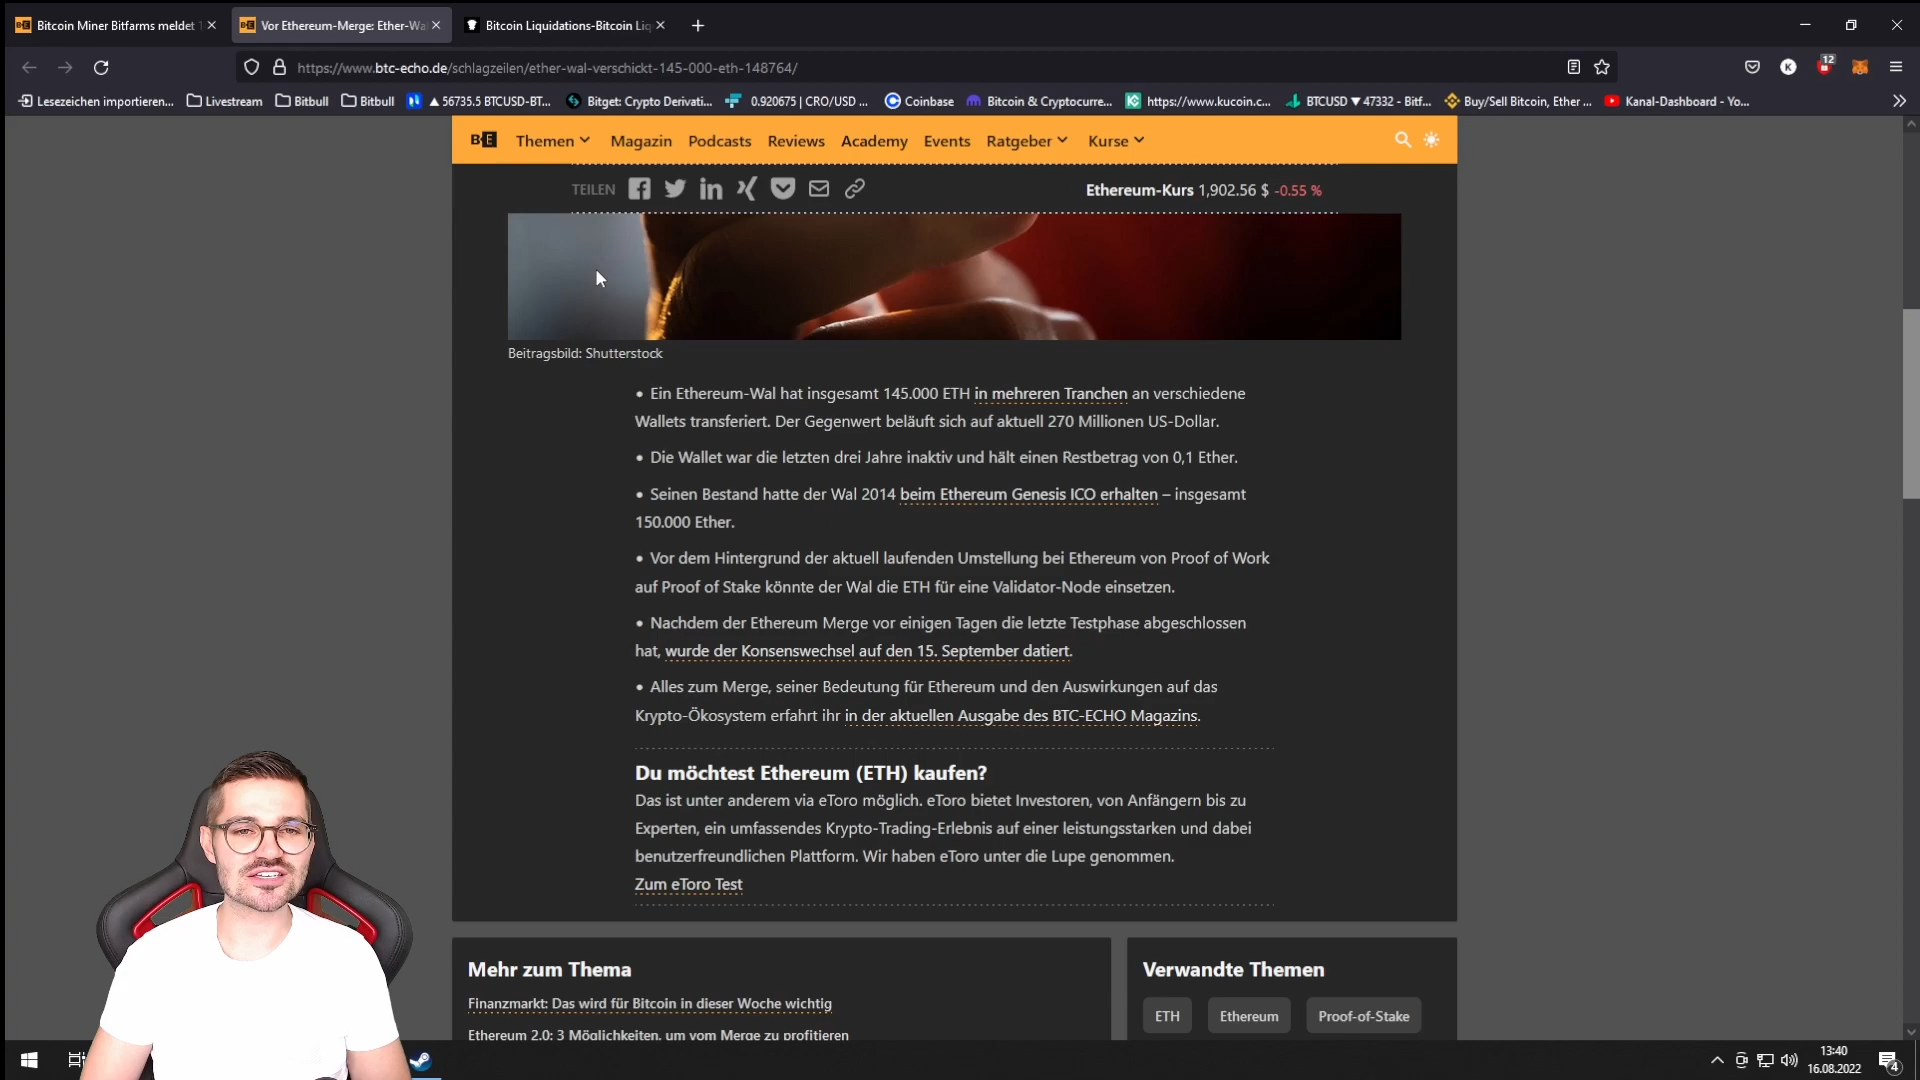 Bitcoin Miner Bitfarms meldet
Vor Ethereum-Merge: Ether-Wal
Bitcoin Liquidations-Bitcoin Liq
https://www.btc-echo.de/schlagzeilen/ether-wal-verschickt-145-000-eth-148764/
K
12
Lesezeichen importieren...
Livestream
Bitbull
Bitbull
▲ 56735.5 BTCUSD-BT...
Bitget: Crypto Derivati...
0.920675 | CRO/USD ...
Coinbase
Bitcoin & Cryptocurre...
https://www.kucoin.c...
BTCUSD ▼ 47332 - Bitf...
Buy/Sell Bitcoin, Ether ...
Kanal-Dashboard - Yo...
Themen
Magazin
Podcasts
Reviews
Academy
Events
Ratgeber
Kurse
TEILEN
Ethereum-Kurs 1,902.56 $ -0.55 %
Beitragsbild: Shutterstock
• Ein Ethereum-Wal hat insgesamt 145.000 ETH in mehreren Tranchen an verschiedene
Wallets transferiert. Der Gegenwert beläuft sich auf aktuell 270 Millionen US-Dollar.
• Die Wallet war die letzten drei Jahre inaktiv und hält einen Restbetrag von 0,1 Ether.
• Seinen Bestand hatte der Wal 2014 beim Ethereum Genesis ICO erhalten – insgesamt
150.000 Ether.
• Vor dem Hintergrund der aktuell laufenden Umstellung bei Ethereum von Proof of Work
auf Proof of Stake könnte der Wal die ETH für eine Validator-Node einsetzen.
• Nachdem der Ethereum Merge vor einigen Tagen die letzte Testphase abgeschlossen
hat, wurde der Konsenswechsel auf den 15. September datiert.
• Alles zum Merge, seiner Bedeutung für Ethereum und den Auswirkungen auf das
Krypto-Ökosystem erfahrt ihr in der aktuellen Ausgabe des BTC-ECHO Magazins.
Du möchtest Ethereum (ETH) kaufen?
Das ist unter anderem via eToro möglich. eToro bietet Investoren, von Anfängern bis zu
Experten, ein umfassendes Krypto-Trading-Erlebnis auf einer leistungsstarken und dabei
benutzerfreundlichen Plattform. Wir haben eToro unter die Lupe genommen.
Zum eToro Test
Mehr zum Thema
Finanzmarkt: Das wird für Bitcoin in dieser Woche wichtig
Ethereum 2.0: 3 Möglichkeiten, um vom Merge zu profitieren
Verwandte Themen
ETH
Ethereum
Proof-of-Stake
13:40
16.08.2022
4